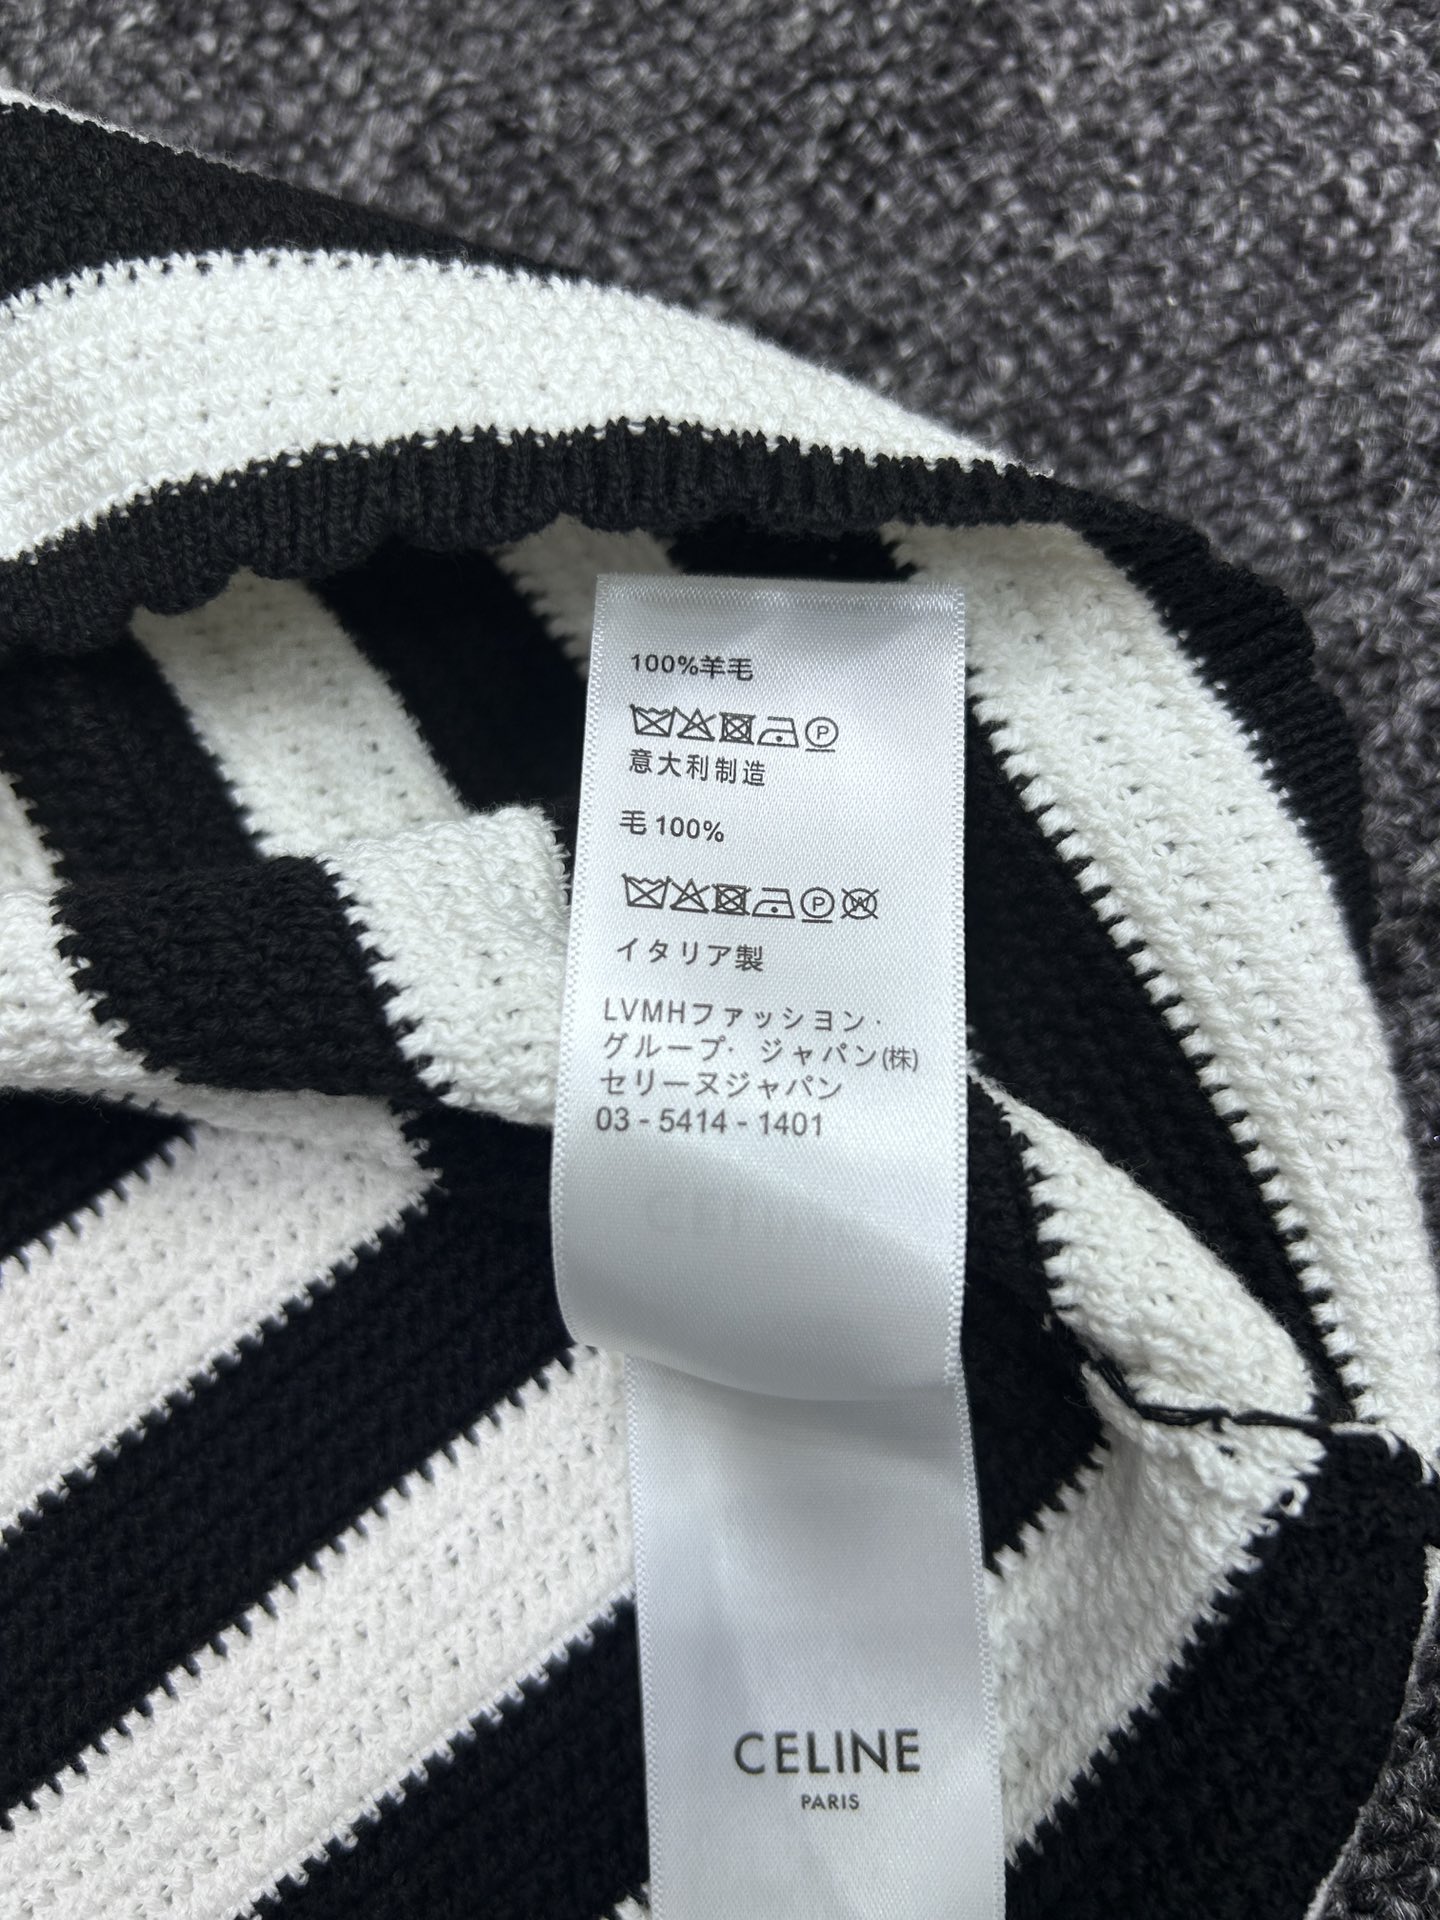 100%羊毛
P
意大利制造
毛 100%
P W
イタリア製
LVMHファッション·
グループ· ジャパン(株)
セリーヌジャパン
03 - 5414 - 1401
CELINE
PARIS